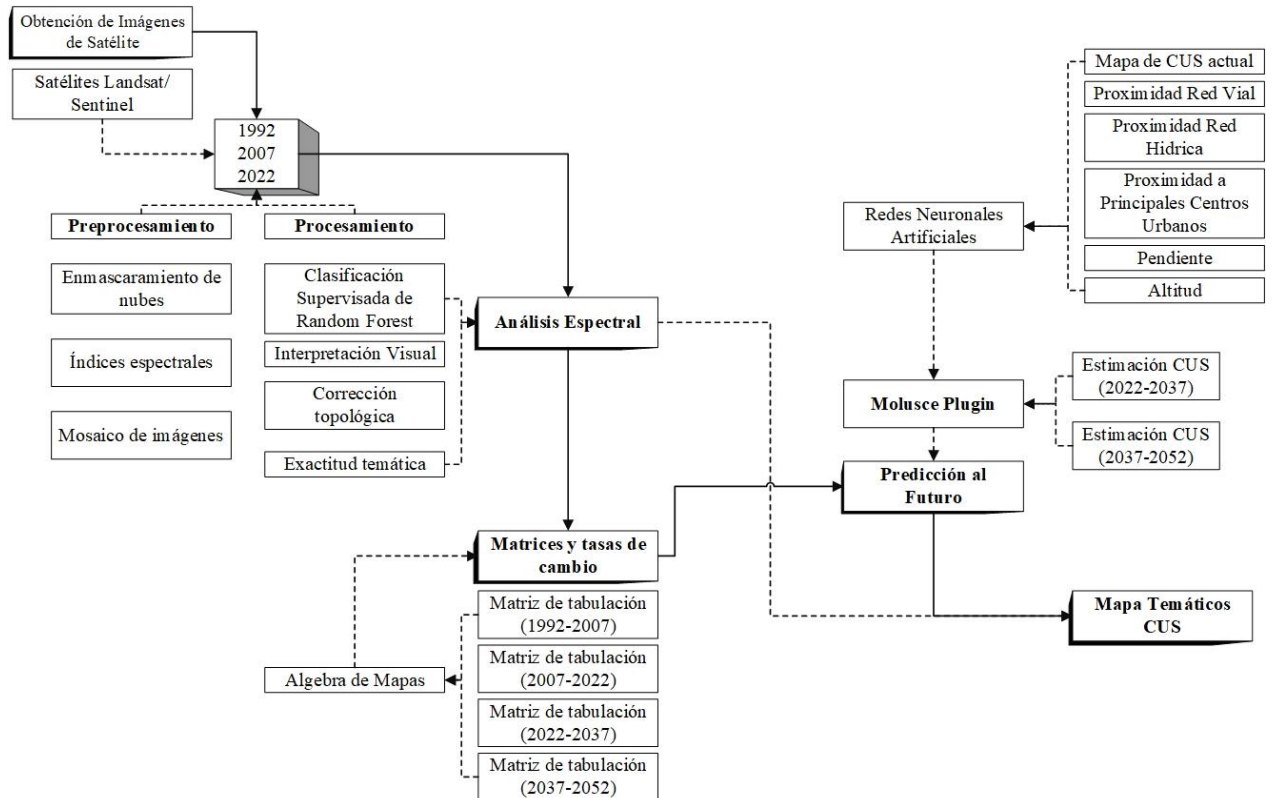 Obtención de Imágenes
de Satélite
Satélites Landsat/
Sentinel
1992
2007
2022
Preprocesamiento
Enmascaramiento de
nubes
Índices espectrales
Mosaico de imágenes
Procesamiento
Clasificación
Supervisada de
Random Forest
Interpretación Visual
Corrección
topológica
Exactitud temática
Análisis Espectral
Matrices y tasas de
cambio
Matriz de tabulación
(1992-2007)
Matriz de tabulación
(2007-2022)
Matriz de tabulación
(2022-2037)
Matriz de tabulación
(2037-2052)
Algebra de Mapas
Mapa de CUS actual
Proximidad Red Vial
Proximidad Red
Hidrica
Proximidad a
Principales Centros
Urbanos
Pendiente
Altitud
Redes Neuronales
Artificiales
Molusce Plugin
Estimación CUS
(2022-2037)
Estimación CUS
(2037-2052)
Predicción al
Futuro
Mapa Temáticos
CUS